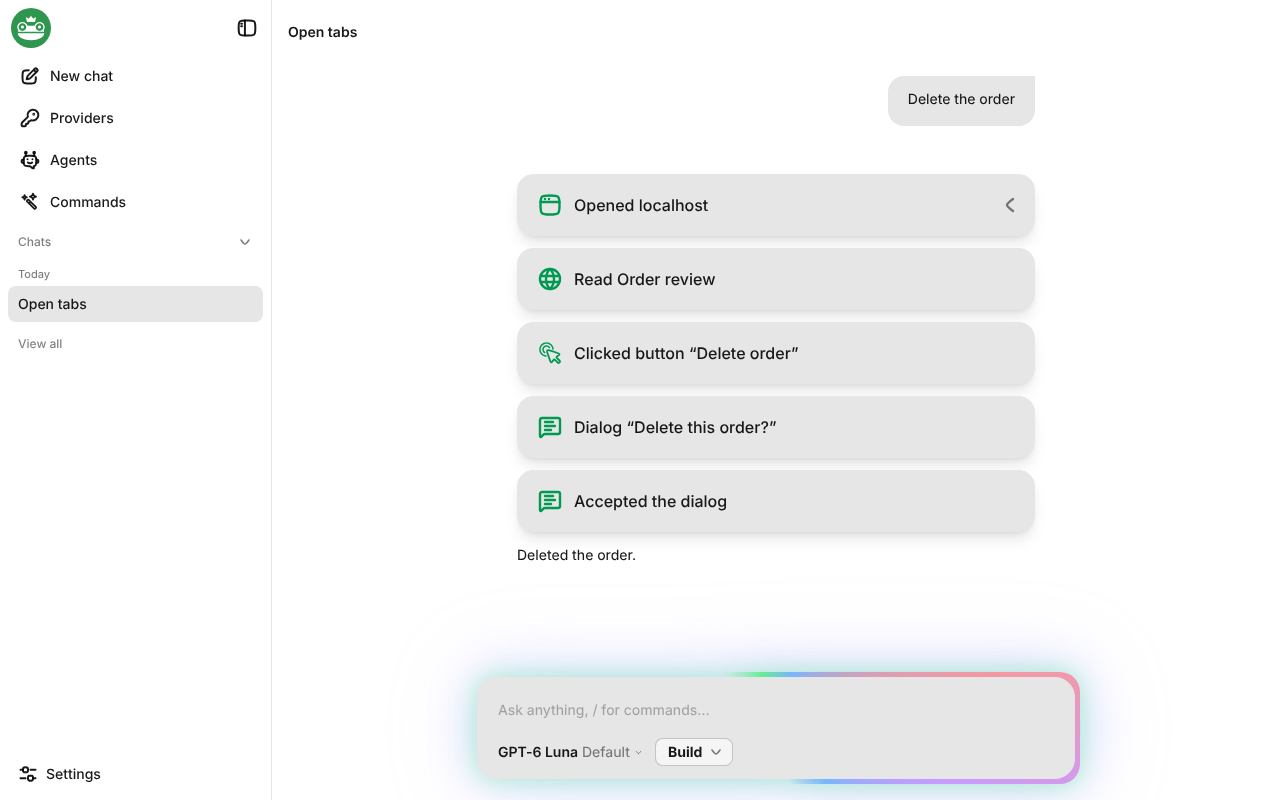 Open tabs
New chat
Providers
Agents
Commands
Chats
Today
Open tabs
View all
Settings
Delete the order
Opened localhost
Read Order review
Clicked button “Delete order”
Dialog “Delete this order?”
Accepted the dialog
Deleted the order.
Ask anything, / for commands...
GPT-6 Luna Default Build